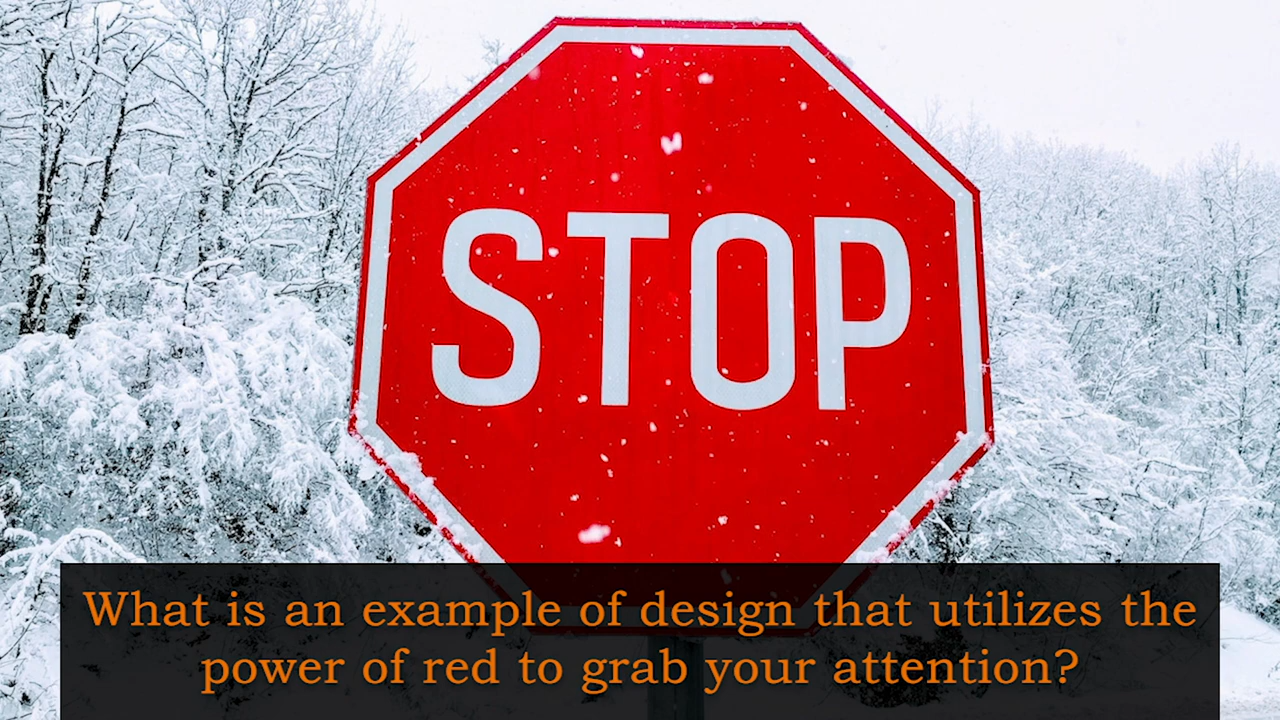 STOP
What is an example of design that utilizes the
power of red to grab your attention?